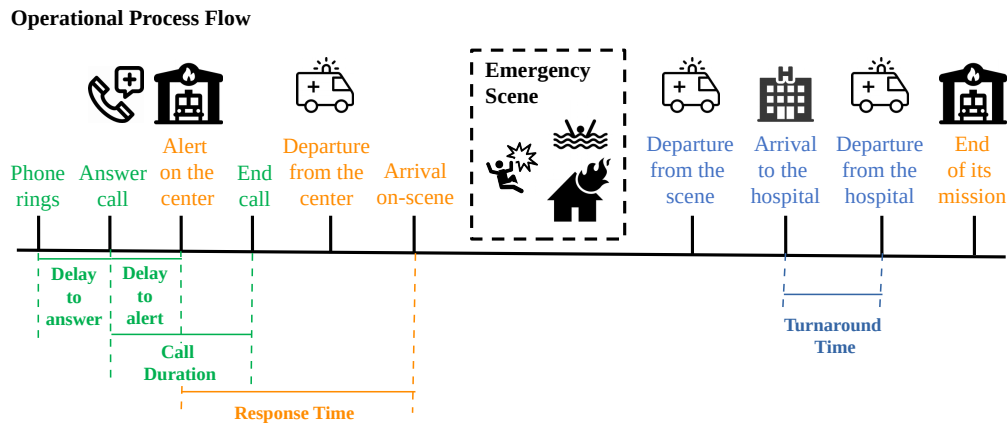 Operational Process Flow
Emergency
Scene
Phone
rings
Answer
call
Alert
on the
center
End
call
Departure
from the
center
Arrival
on-scene
Departure
from the
scene
Arrival
to the
hospital
Departure
from the
hospital
End
of its
mission
Delay
to
answer
Delay
to
alert
Call
Duration
Response Time
Turnaround
Time
H